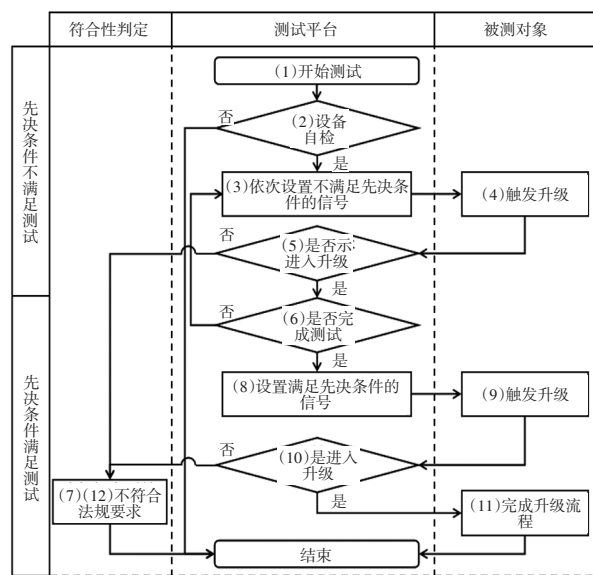 符合性判定
测试平台
被测对象
先决条件不满足测试
先决条件满足测试
(1)开始测试
否
(2)设备
自检
是
(3)依次设置不满足先决条
件的信号
(4)触发升级
否
(5)是否示
进入升级
是
否
(6)是否完
成测试
是
(8)设置满足先决条件的
信号
(9)触发升级
否
(10)是进入
升级
是
(7)(12)不符合
法规要求
(11)完成升级流
程
结束